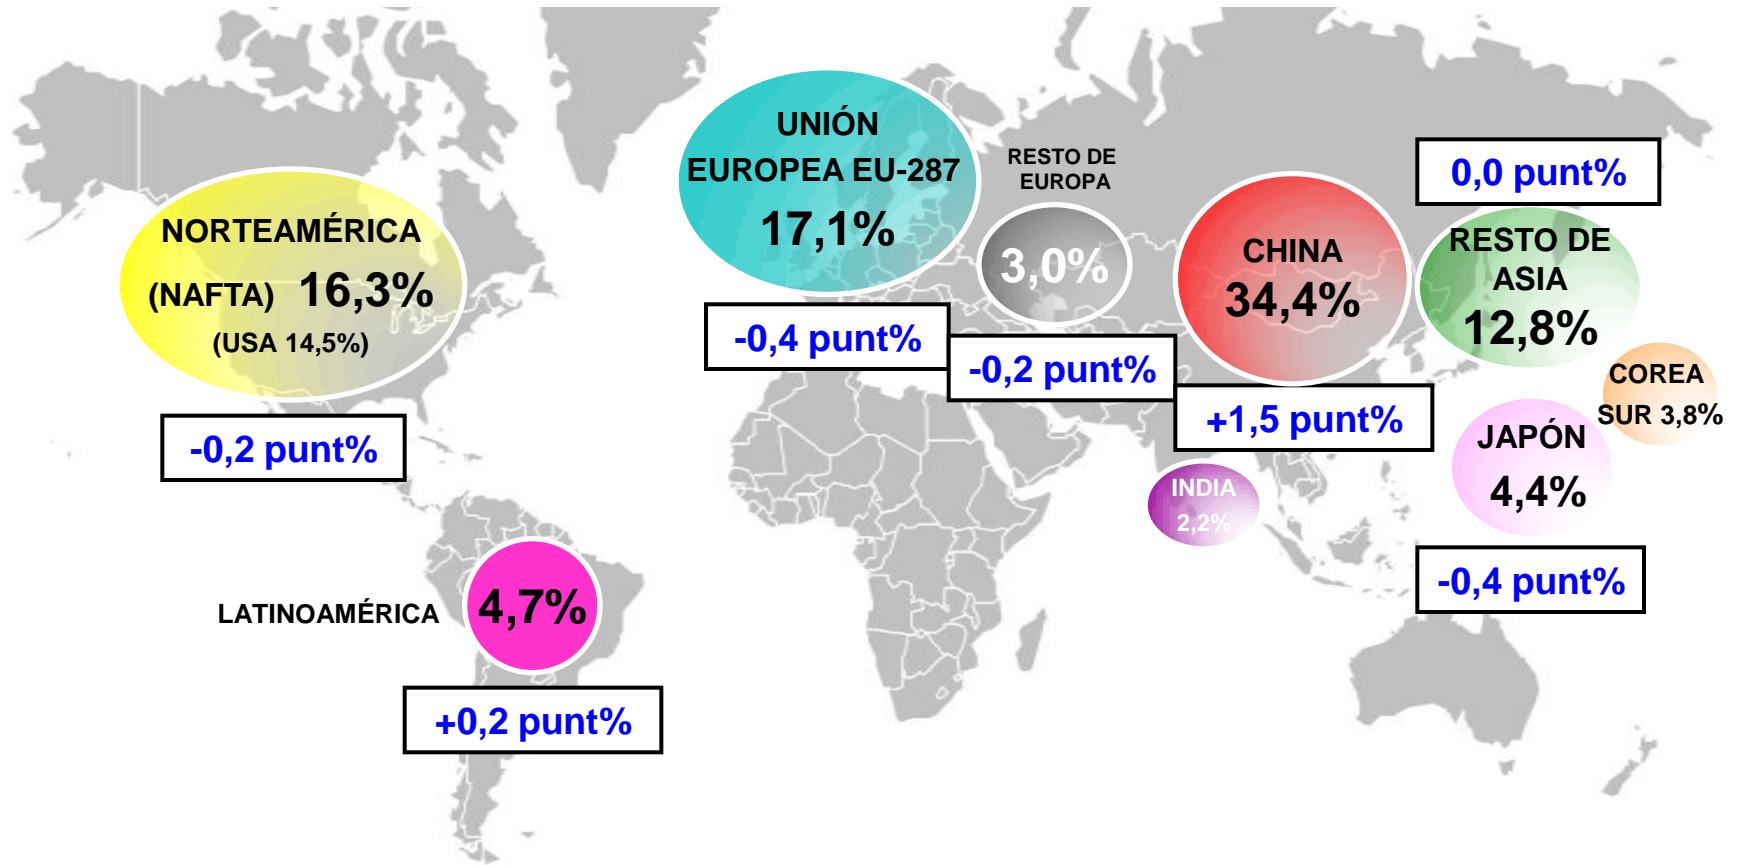 NORTEAMÉRICA
(NAFTA) 16,3%
(USA 14,5%)
-0,2 punt%
LATINOAMÉRICA
4,7%
+0,2 punt%
UNIÓN
EUROPEA EU-287
17,1%
-0,4 punt%
RESTO DE
EUROPA
3,0%
-0,2 punt%
CHINA
34,4%
+1,5 punt%
INDIA
2,2%
0,0 punt%
RESTO DE
ASIA
12,8%
COREA
SUR 3,8%
JAPÓN
4,4%
-0,4 punt%